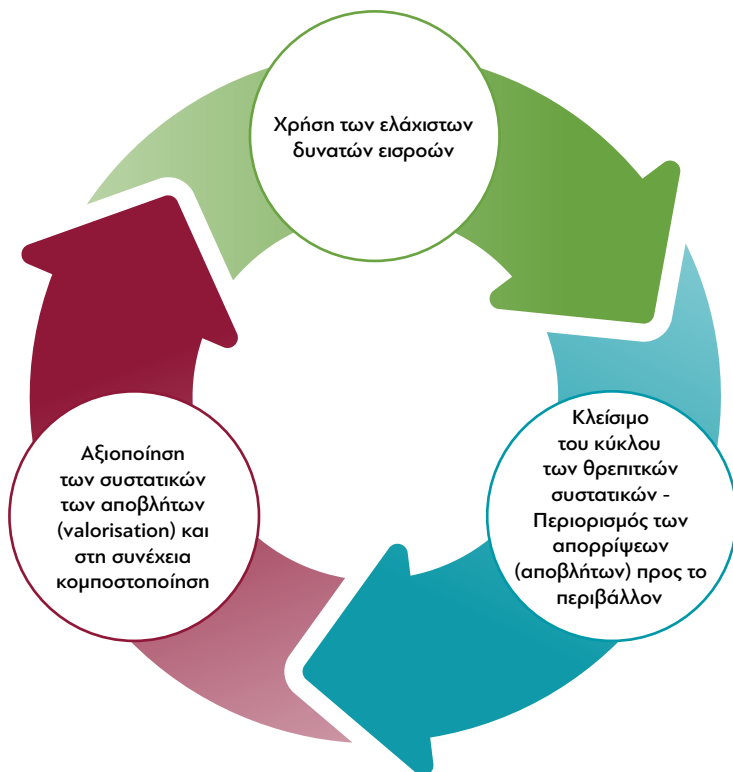 Χρήση των ελάχιστων
δυνατών εισροών
Κλείσιμο
του κύκλου
των θρεπιτκών
συστατικών -
Περιορισμός των
απορρίψεων
(αποβλήτων) προς το
περιβάλλον
Αξιοποίηση
των συστατικών
των αποβλήτων
(valorisation) και
στη συνέχεια
κομποστοποίηση